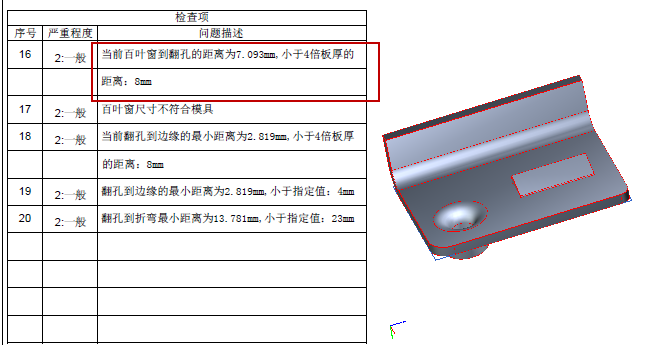 检查项
序号 严重程度 问题描述
16 2:一般 当前百叶窗到翻孔的距离为7.093mm,小于4倍板厚的
距离：8mm
17 2:一般 百叶窗尺寸不符合模具
18 2:一般 当前翻孔到边缘的最小距离为2.819mm,小于4倍板厚
的距离：8mm
19 2:一般 翻孔到边缘的最小距离为2.819mm,小于指定值：4mm
20 2:一般 翻孔到折弯最小距离为13.781mm,小于指定值：23mm